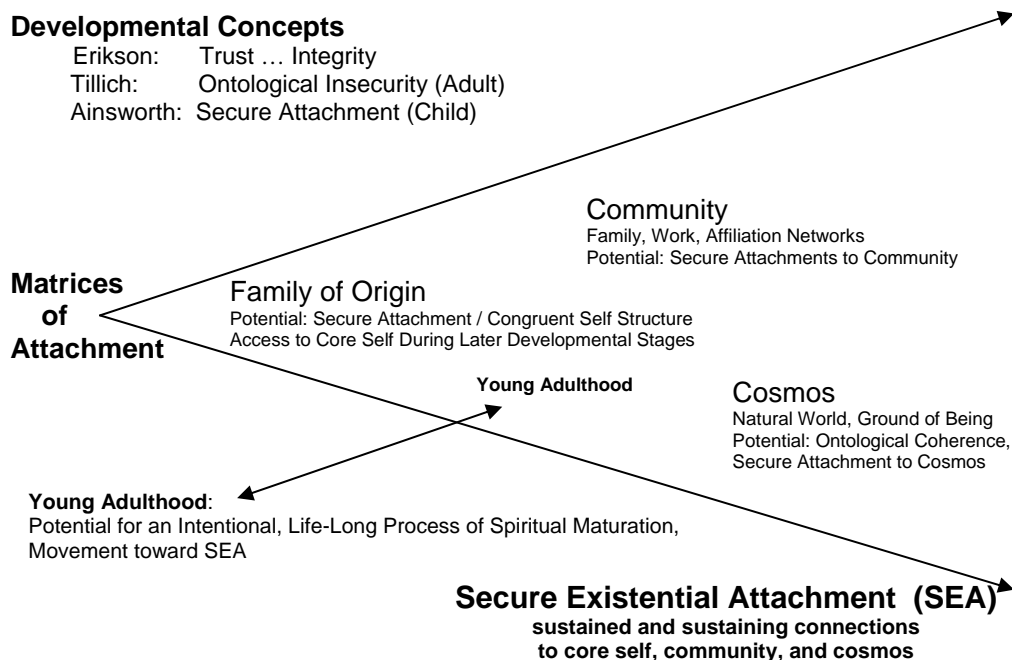 Developmental Concepts
Erikson: Trust … Integrity
Tillich: Ontological Insecurity (Adult)
Ainsworth: Secure Attachment (Child)
Community
Family, Work, Affiliation Networks
Potential: Secure Attachments to Community
Matrices
of
Attachment
Family of Origin
Potential: Secure Attachment / Congruent Self Structure
Access to Core Self During Later Developmental Stages
Young Adulthood
Cosmos
Natural World, Ground of Being
Potential: Ontological Coherence,
Secure Attachment to Cosmos
Young Adulthood:
Potential for an Intentional, Life-Long Process of Spiritual Maturation,
Movement toward SEA
Secure Existential Attachment (SEA)
sustained and sustaining connections
to core self, community, and cosmos